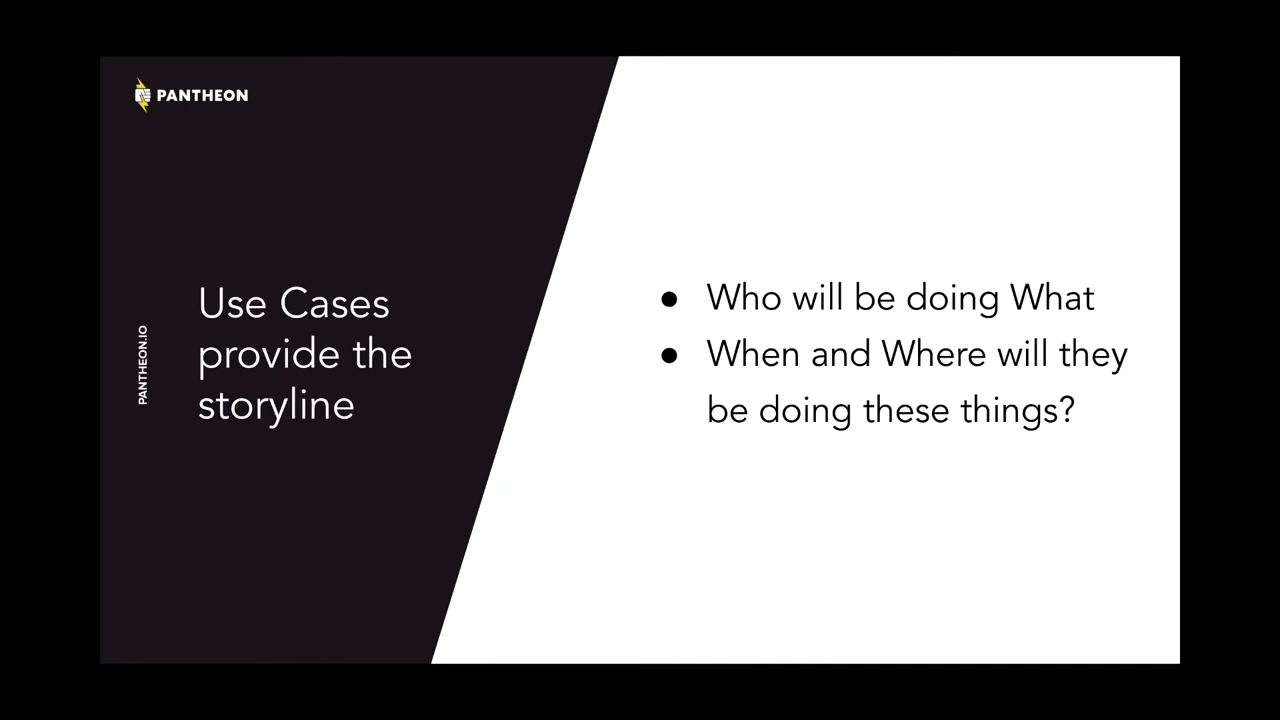 PANTHEON
PANTHEON.IO
Use Cases
provide the
storyline
● Who will be doing What
● When and Where will they
be doing these things?